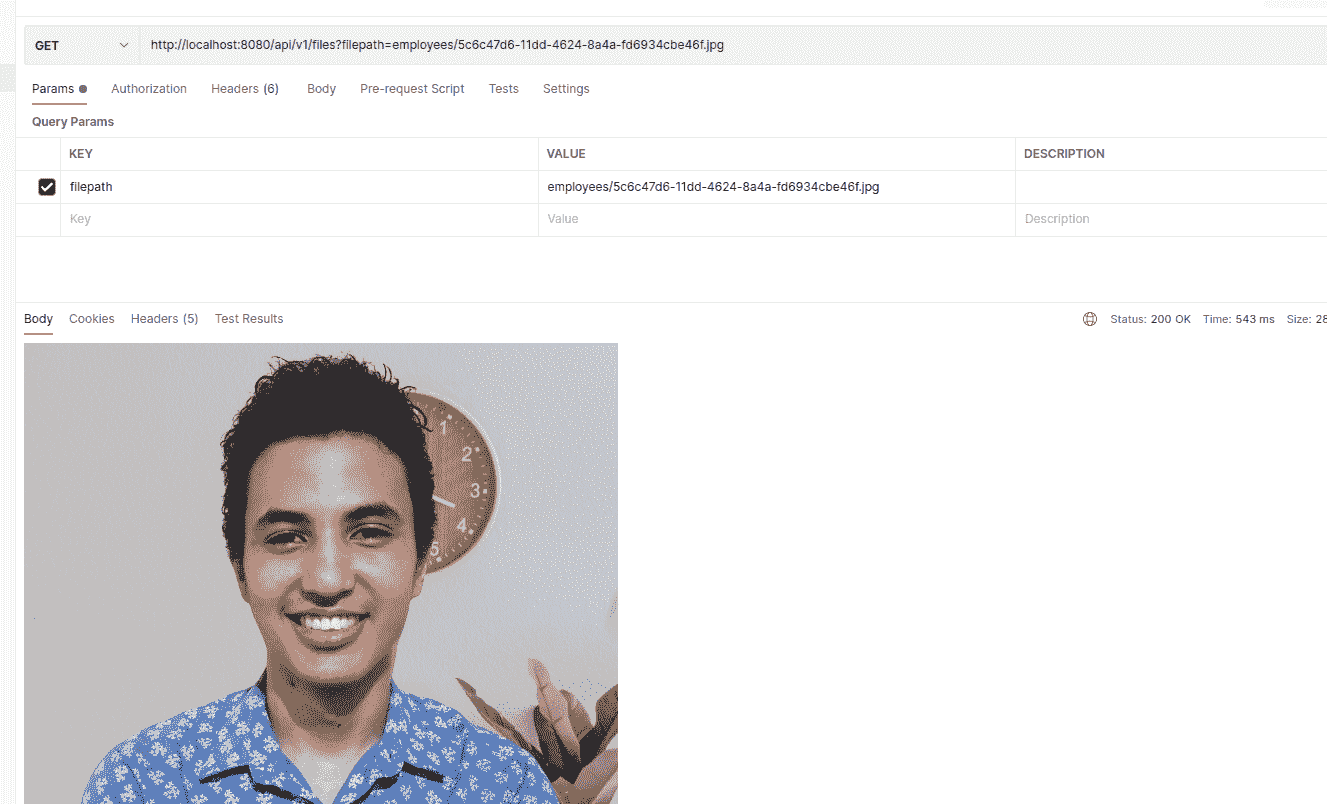 GET http://localhost:8080/api/v1/files?filepath=employees/5c6c47d6-11dd-4624-8a4a-fd6934cbe46f.jpg
Params Authorization Headers (6) Body Pre-request Script Tests Settings
Query Params
KEY VALUE DESCRIPTION
filepath employees/5c6c47d6-11dd-4624-8a4a-fd6934cbe46f.jpg
Key Value Description
Body Cookies Headers (5) Test Results Status: 200 OK Time: 543 ms Size: 28
1
2
3
4
5